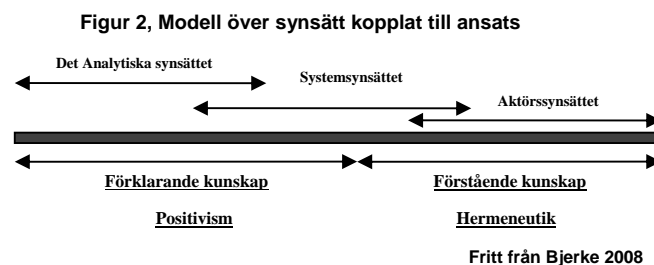 Figur 2, Modell över synsätt kopplat till ansats
Det Analytiska synsättet
Systemsynsättet
Aktörssynsättet
Förklarande kunskap
Förstående kunskap
Positivism
Hermeneutik
Fritt från Bjerke 2008